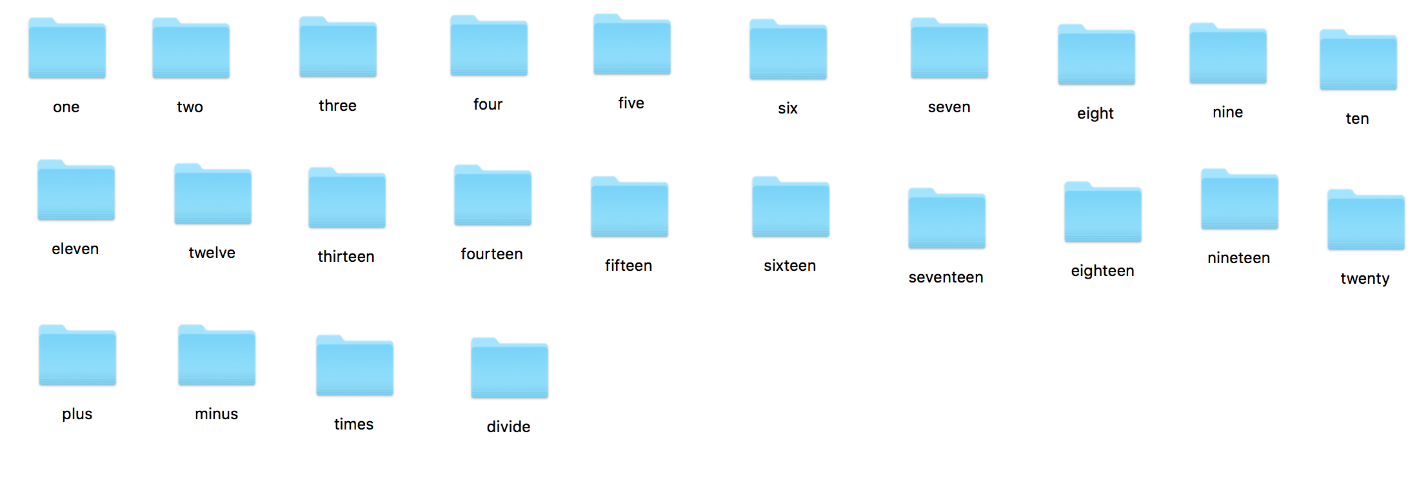 one two three four five six seven eight nine ten
eleven twelve thirteen fourteen fifteen sixteen seventeen eighteen nineteen twenty
plus minus times divide